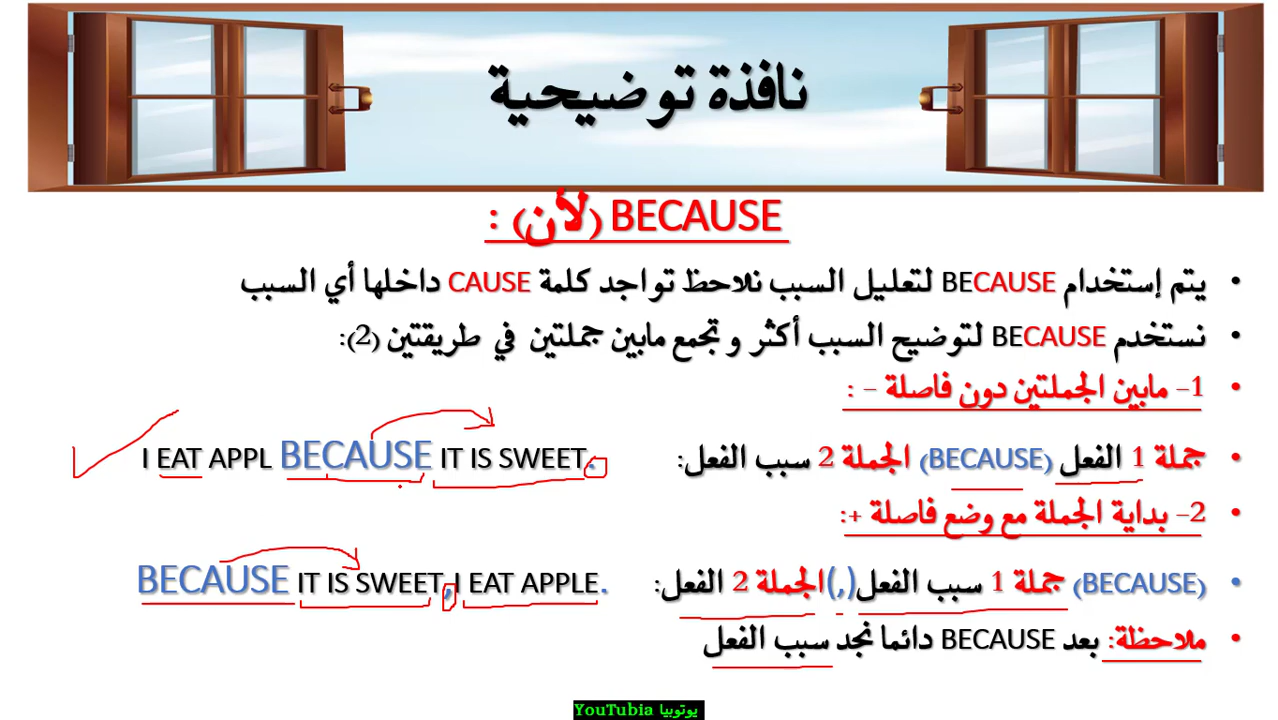 نافذة توضيحية
BECAUSE (لأن) :
• يتم إستخدام BECAUSE لتعليل السبب نلاحظ تواجد كلمة CAUSE داخلها أي السبب
• نستخدم BECAUSE لتوضيح السبب أكثر و تجمع مابين جملتين في طريقتين (2):
• 1- مابين الجملتين دون فاصلة - :
• جملة 1 الفعل (BECAUSE) الجملة 2 سبب الفعل: I EAT APPL BECAUSE IT IS SWEET.
• 2- بداية الجملة مع وضع فاصلة +:
• (BECAUSE) جملة 1 سبب الفعل(,)الجملة 2 الفعل: BECAUSE IT IS SWEET,I EAT APPLE.
• ملاحظة: بعد BECAUSE دائما نجد سبب الفعل
YouTubia يوتوبيا